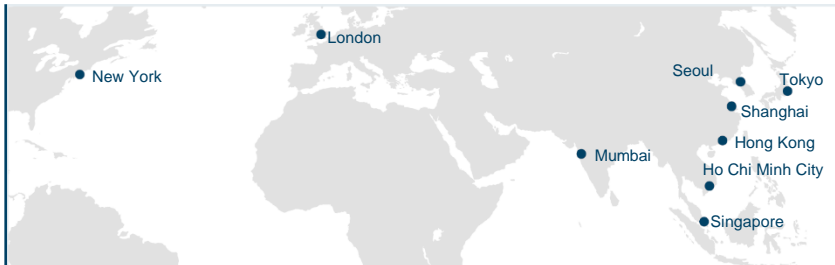 London
New York
Seoul
Tokyo
Shanghai
Hong Kong
Mumbai
Ho Chi Minh City
Singapore